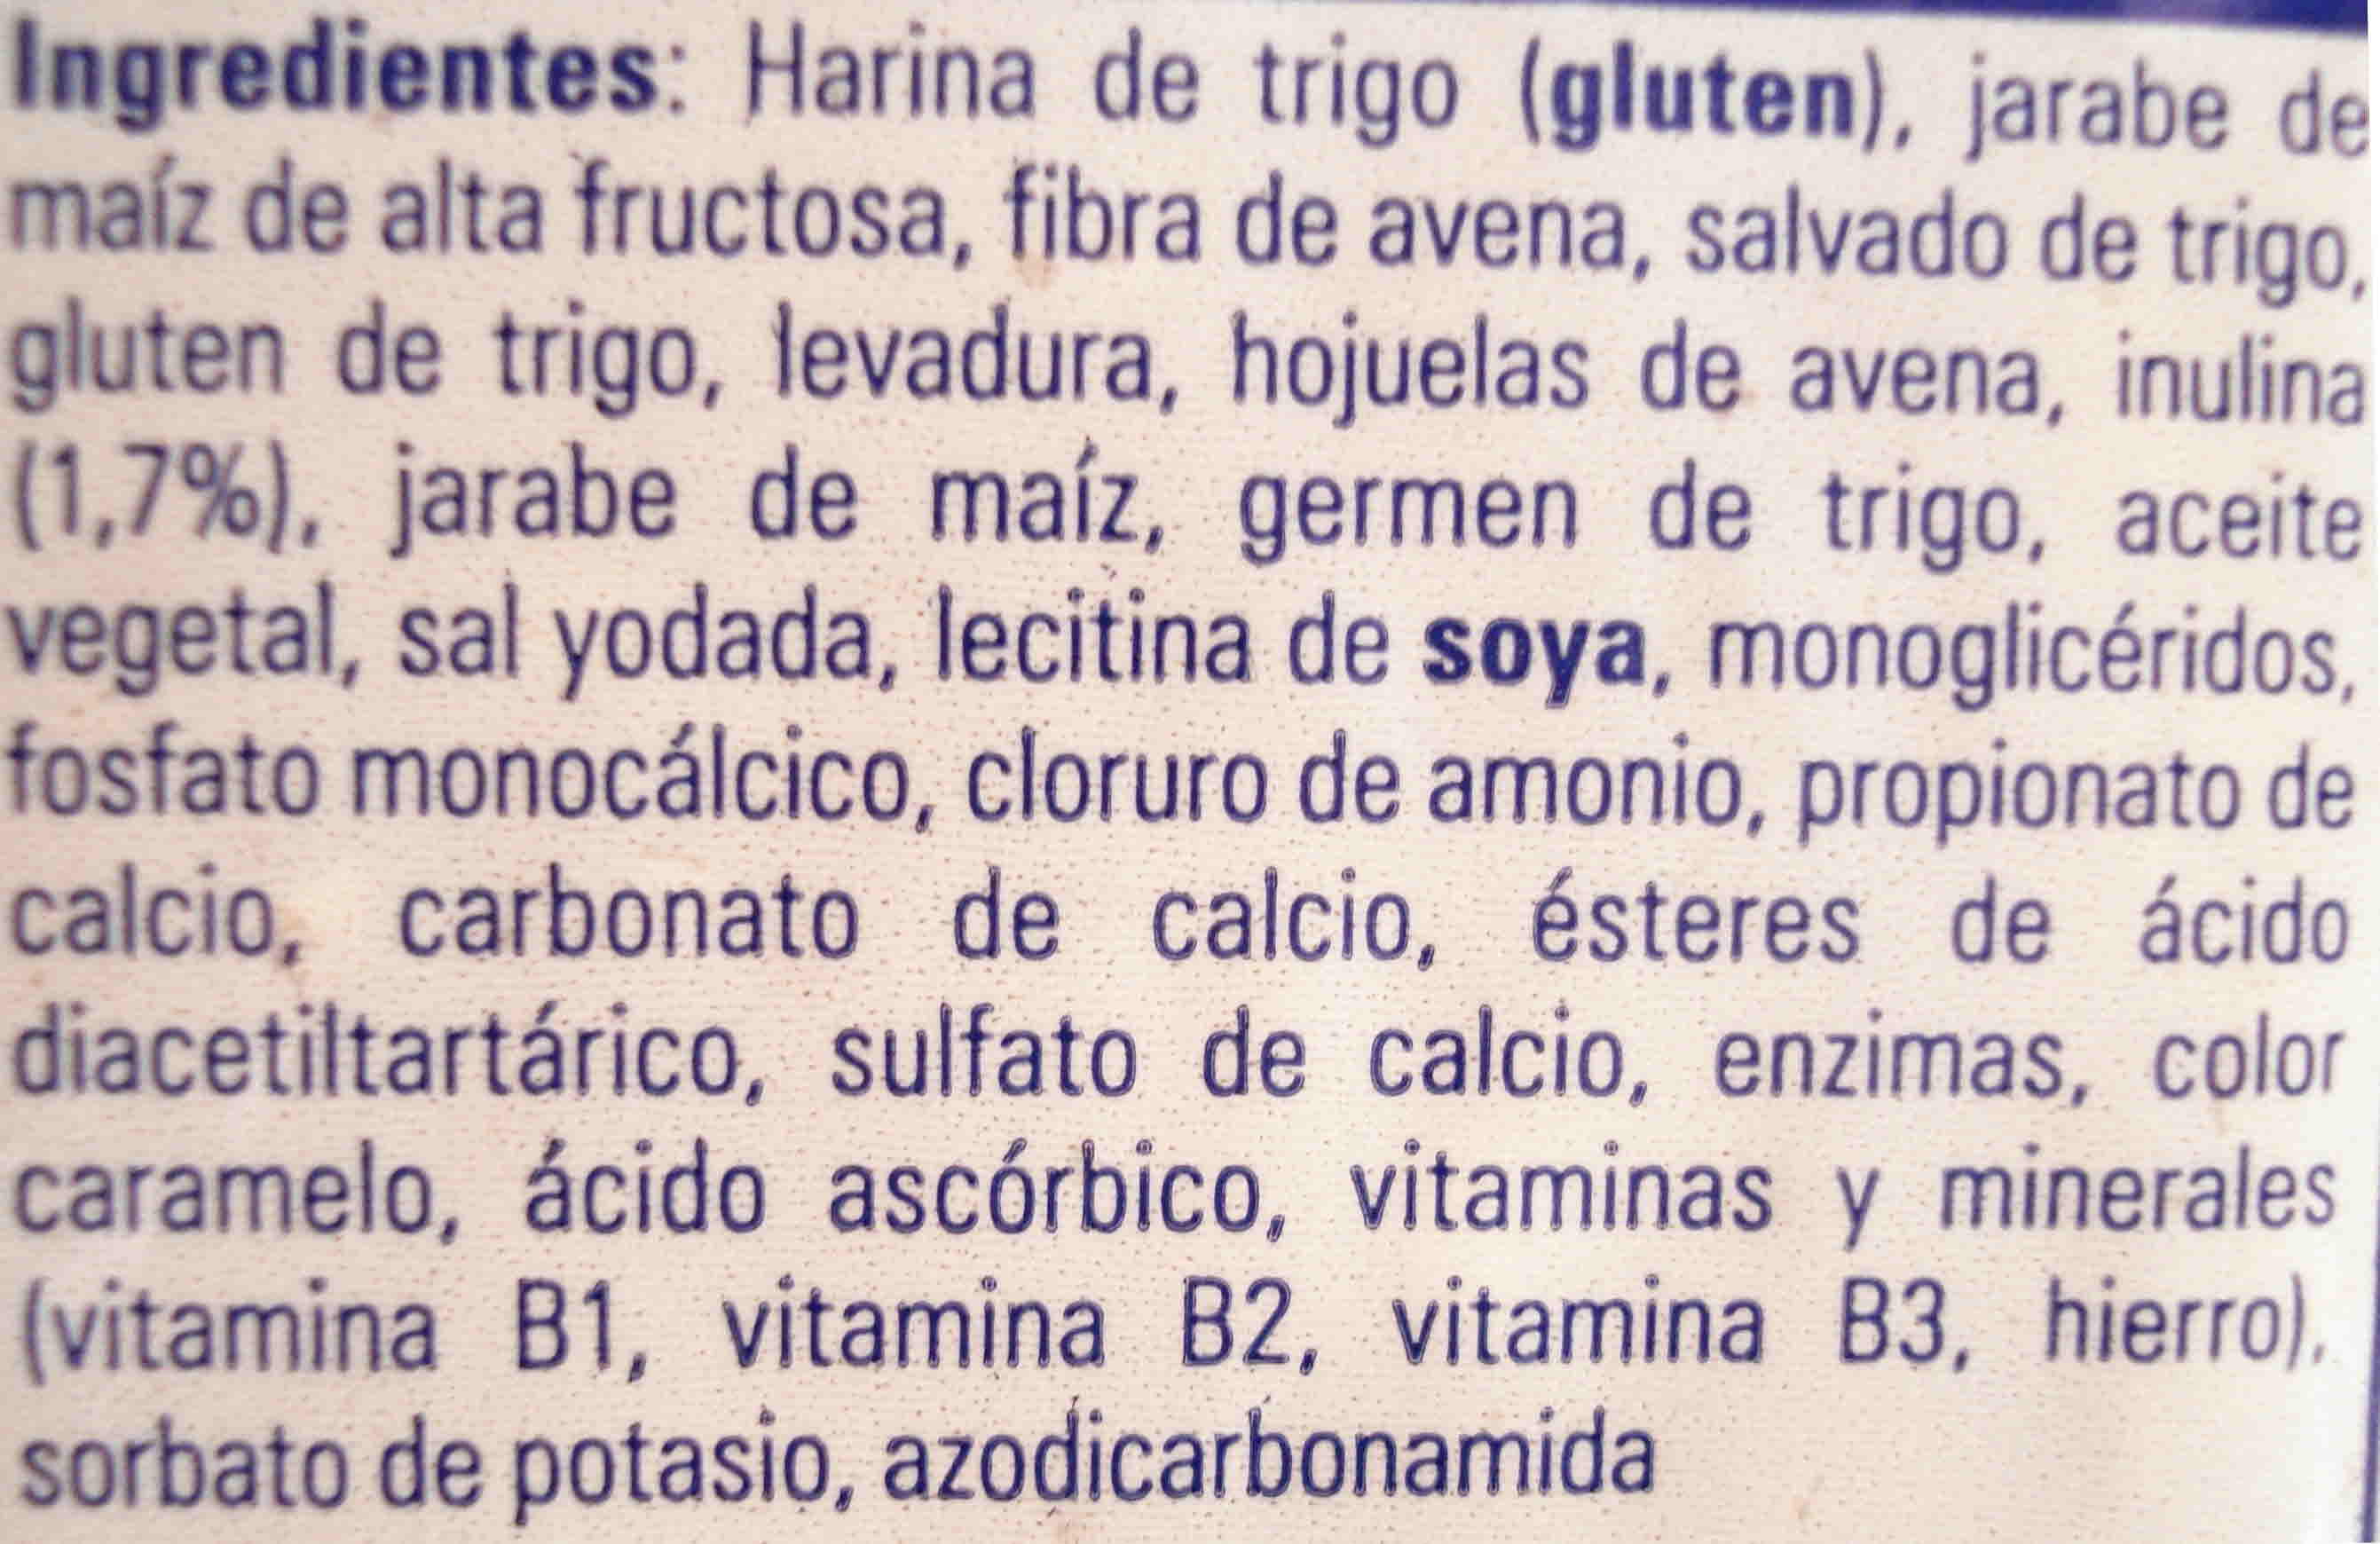 Ingredientes: Harina de trigo (gluten), jarabe de
maíz de alta fructosa, fibra de avena, salvado de trigo,
gluten de trigo, levadura, hojuelas de avena, inulina
(1,7%), jarabe de maíz, germen de trigo, aceite
vegetal, sal yodada, lecitina de soya, monoglicéridos,
fosfato monocálcico, cloruro de amonio, propionato de
calcio, carbonato de calcio, ésteres de ácido
diacetiltartárico, sulfato de calcio, enzimas, color
caramelo, ácido ascórbico, vitaminas y minerales
(vitamina B1, vitamina B2, vitamina B3, hierro),
sorbato de potasio, azodicarbonamida